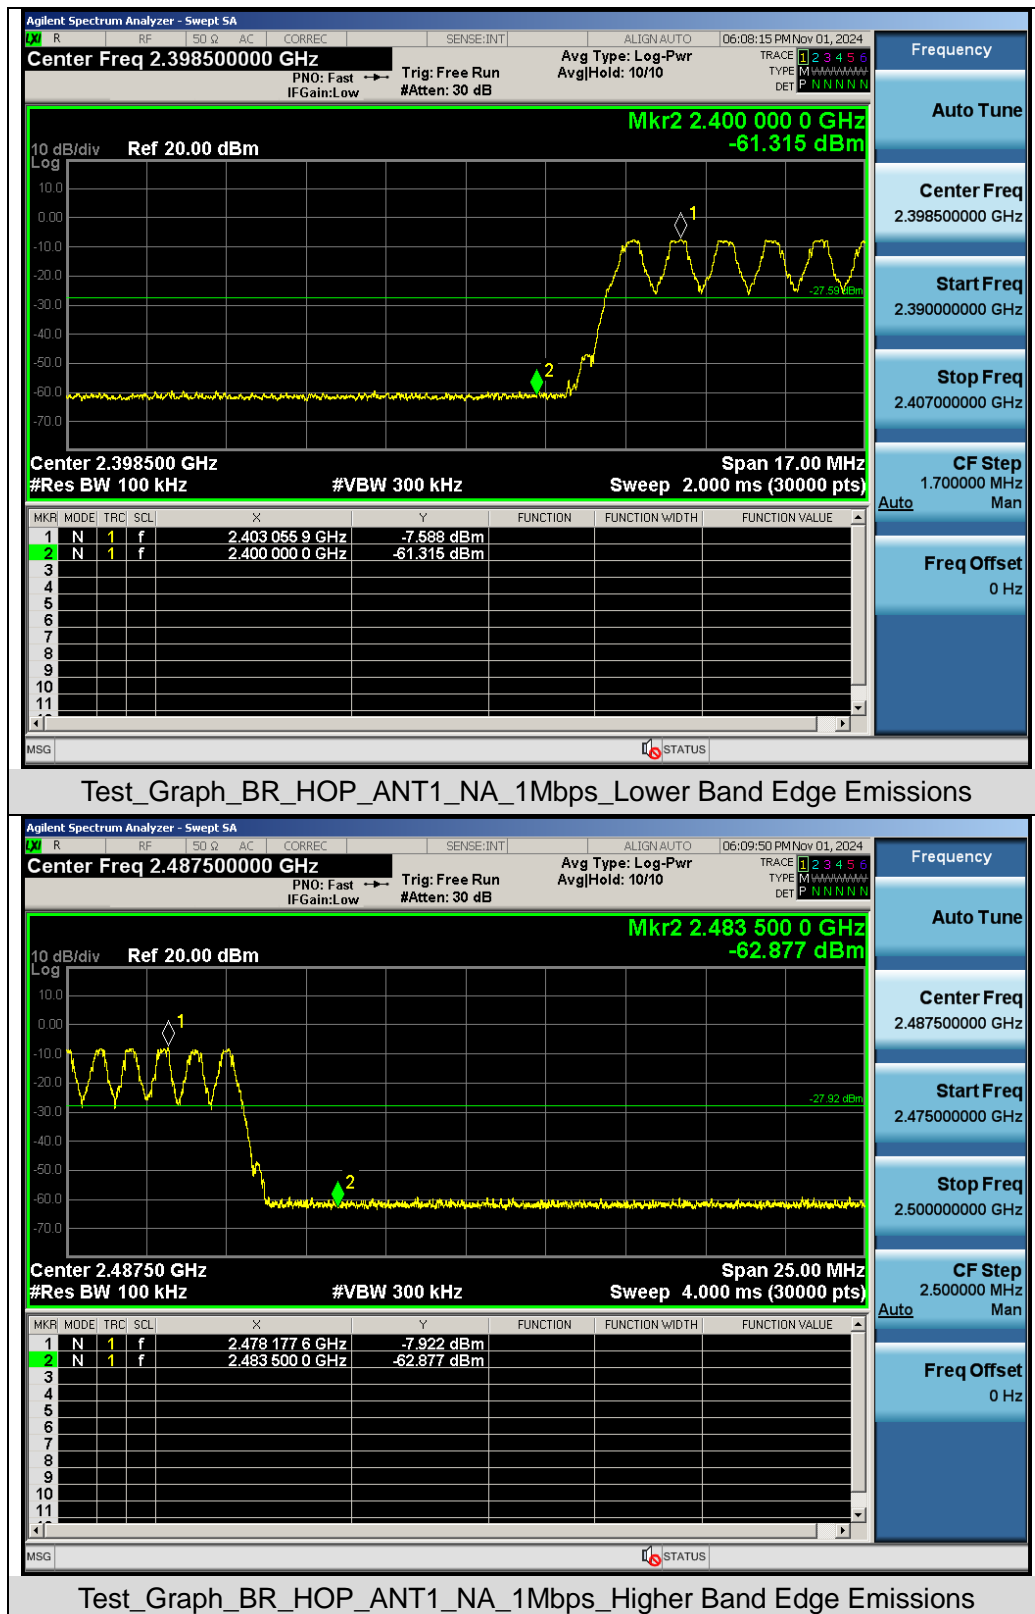 Agilent Spectrum Analyzer - Swept SA
LXI R RF 50 Ω AC CORREC SENSE:INT ALIGN AUTO 06:08:15 PM Nov 01, 2024
Center Freq 2.398500000 GHz
PNO: Fast
IFGain:Low
Trig: Free Run
#Atten: 30 dB
Avg Type: Log-Pwr
Avg|Hold: 10/10
TRACE 1 2 3 4 5 6
TYPE M
DET P N N N N N
Mkr2 2.400 000 0 GHz
-61.315 dBm
10 dB/div Ref 20.00 dBm
Log
10.0
0.00
-10.0
-20.0
-30.0
-40.0
-50.0
-60.0
-70.0
1
2
-27.59 dBm
Center 2.398500 GHz Span 17.00 MHz
#Res BW 100 kHz #VBW 300 kHz Sweep 2.000 ms (30000 pts)
MKR MODE TRC SCL X Y FUNCTION FUNCTION WIDTH FUNCTION VALUE
1 N 1 f 2.403 055 9 GHz -7.588 dBm
2 N 1 f 2.400 000 0 GHz -61.315 dBm
3
4
5
6
7
8
9
10
11
MSG STATUS
Frequency
Auto Tune
Center Freq
2.398500000 GHz
Start Freq
2.390000000 GHz
Stop Freq
2.407000000 GHz
CF Step
1.700000 MHz
Auto Man
Freq Offset
0 Hz
Test_Graph_BR_HOP_ANT1_NA_1Mbps_Lower Band Edge Emissions
Agilent Spectrum Analyzer - Swept SA
LXI R RF 50 Ω AC CORREC SENSE:INT ALIGN AUTO 06:09:50 PM Nov 01, 2024
Center Freq 2.487500000 GHz
PNO: Fast
IFGain:Low
Trig: Free Run
#Atten: 30 dB
Avg Type: Log-Pwr
Avg|Hold: 10/10
TRACE 1 2 3 4 5 6
TYPE M
DET P N N N N N
Mkr2 2.483 500 0 GHz
-62.877 dBm
10 dB/div Ref 20.00 dBm
Log
10.0
0.00
-10.0
-20.0
-30.0
-40.0
-50.0
-60.0
-70.0
1
2
-27.92 dBm
Center 2.48750 GHz Span 25.00 MHz
#Res BW 100 kHz #VBW 300 kHz Sweep 4.000 ms (30000 pts)
MKR MODE TRC SCL X Y FUNCTION FUNCTION WIDTH FUNCTION VALUE
1 N 1 f 2.478 177 6 GHz -7.922 dBm
2 N 1 f 2.483 500 0 GHz -62.877 dBm
3
4
5
6
7
8
9
10
11
MSG STATUS
Frequency
Auto Tune
Center Freq
2.487500000 GHz
Start Freq
2.475000000 GHz
Stop Freq
2.500000000 GHz
CF Step
2.500000 MHz
Auto Man
Freq Offset
0 Hz
Test_Graph_BR_HOP_ANT1_NA_1Mbps_Higher Band Edge Emissions